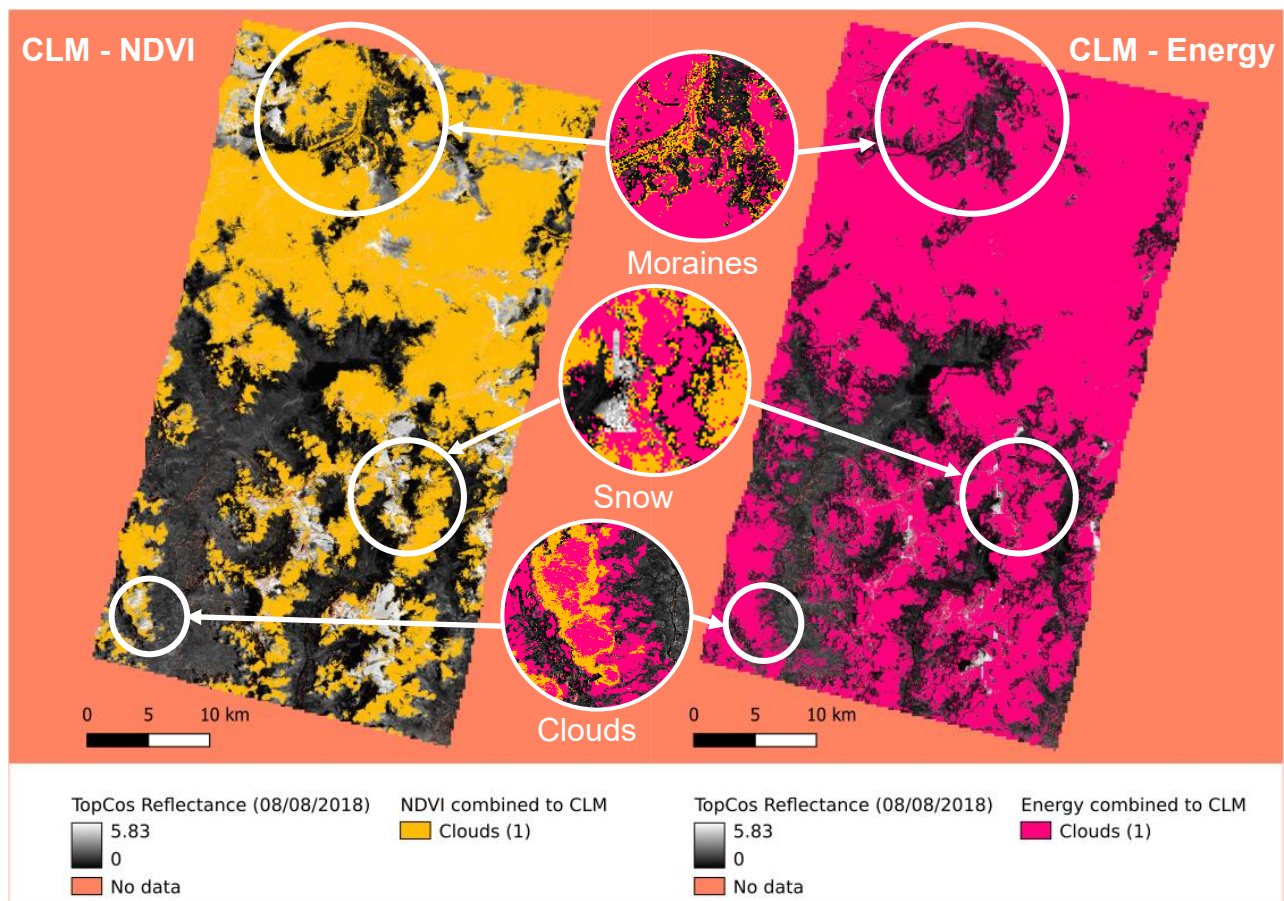 CLM - NDVI
CLM - Energy
Moraines
Snow
Clouds
0 5 10 km
0 5 10 km
TopCos Reflectance (08/08/2018)
5.83
0
No data
NDVI combined to CLM
Clouds (1)
TopCos Reflectance (08/08/2018)
5.83
0
No data
Energy combined to CLM
Clouds (1)